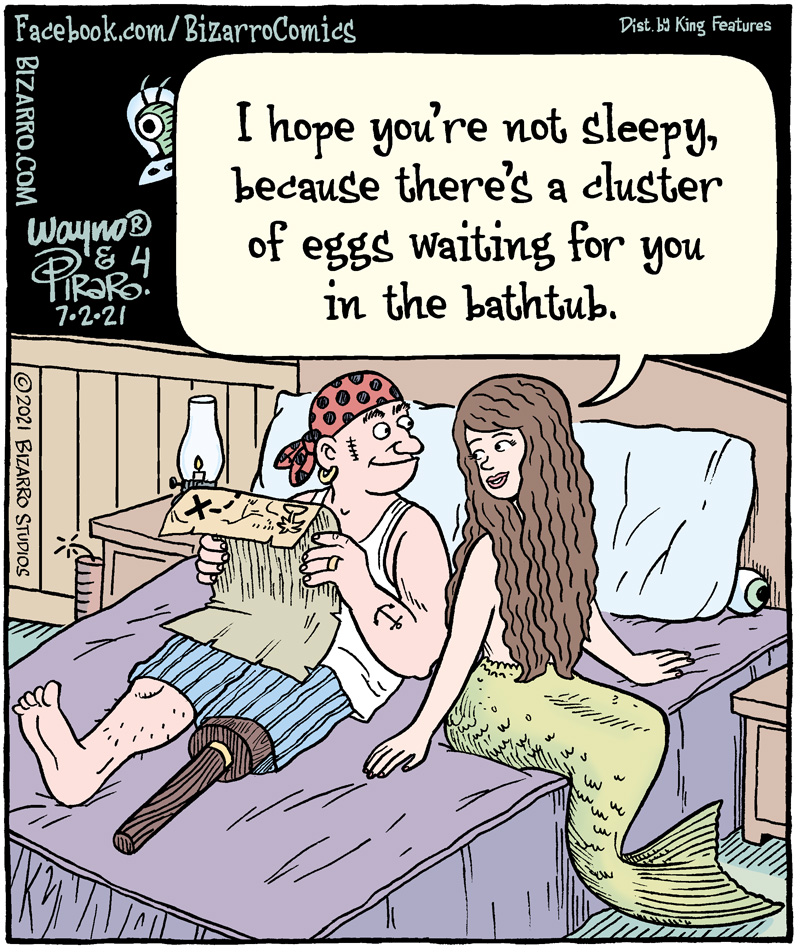 Facebook.com/BizarroComics
Dist. by King Features
BIZARRO.COM
I hope you're not sleepy,
because there's a cluster
of eggs waiting for you
in the bathtub.
Wayno®
& 4
PiRARo.
7·2·21
©2021 BIZARRO STUDIOS
X